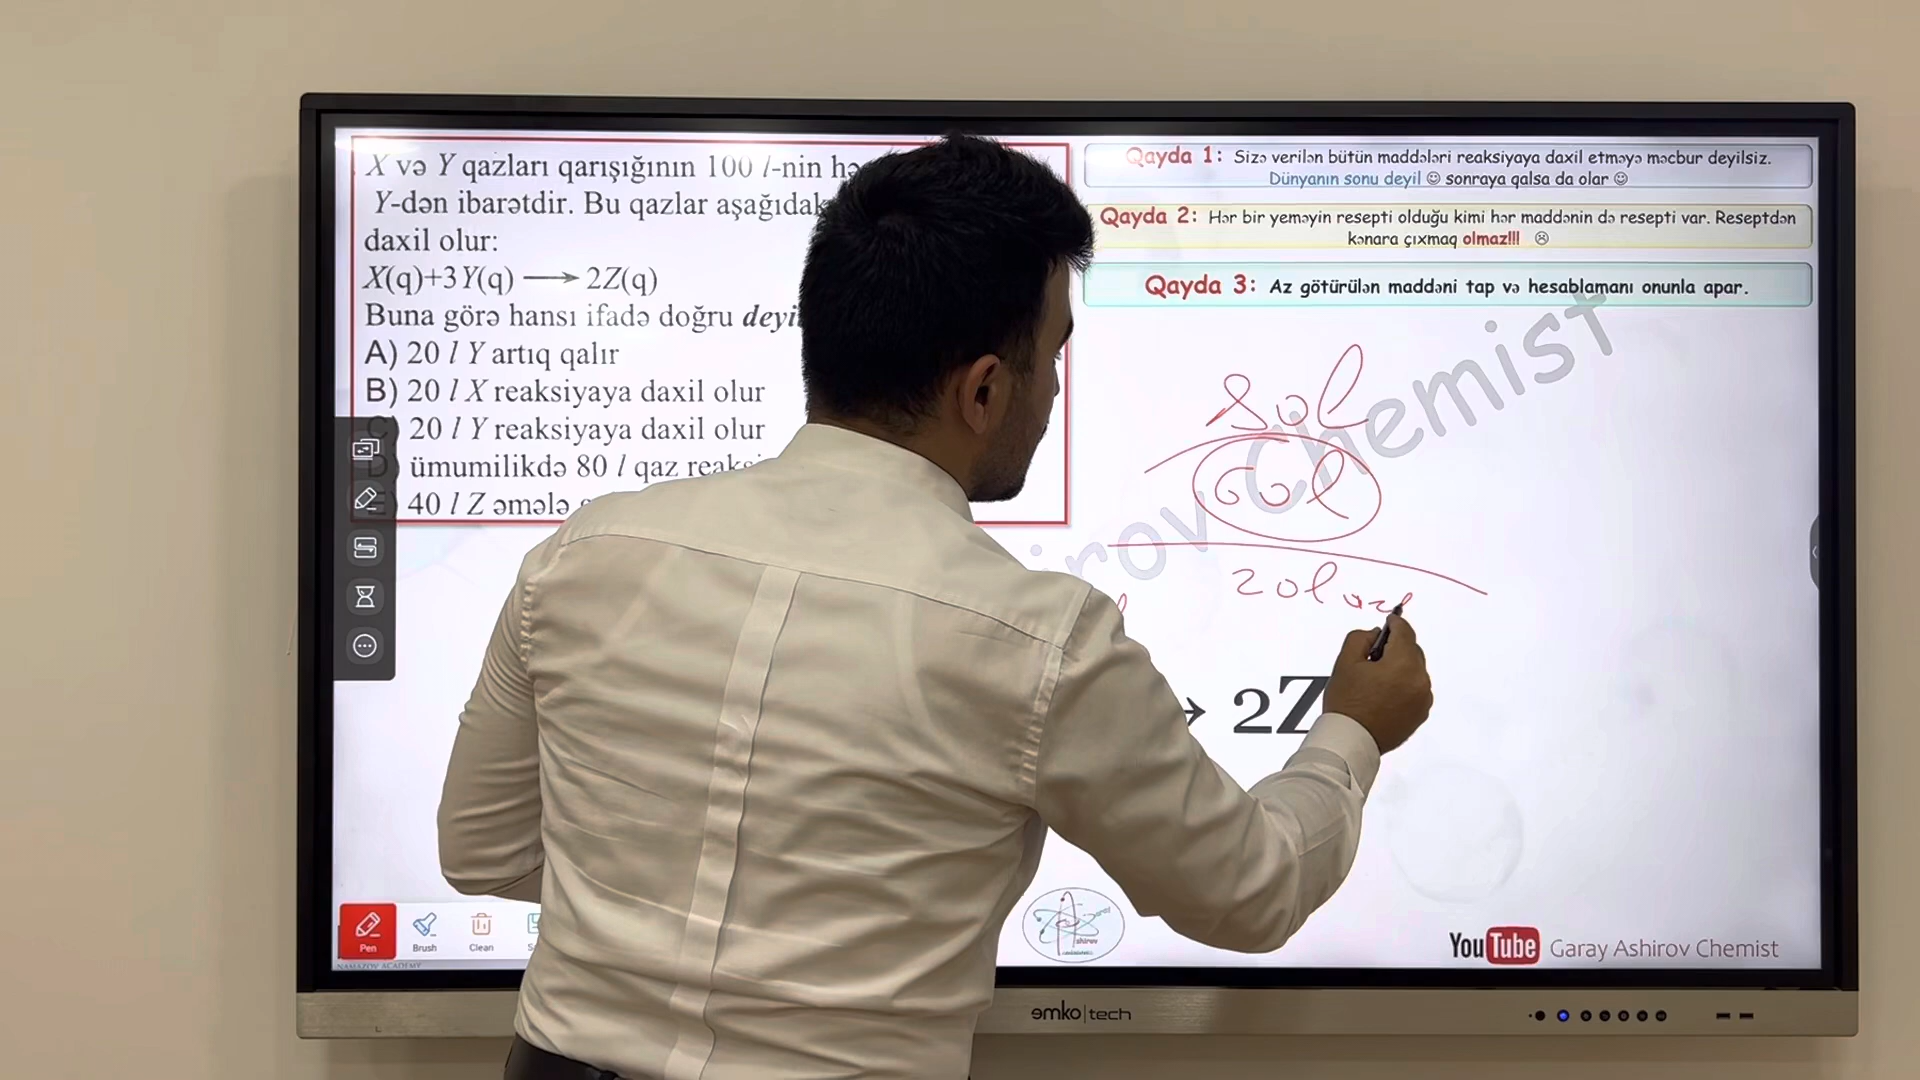 X və Y qazları qarışığının 100 l-nin
Y-dən ibarətdir. Bu qazlar
daxil olur:
X(q)+3Y(q) ⟶ 2Z(q)
Buna görə hansı ifadə doğru
A) 20 l Y artıq qalır
B) 20 l X reaksiyaya daxil olur
C) 20 l Y reaksiyaya daxil olur
D) ümumilikdə 80 l qaz
E) 40 l Z əmələ
Qayda 1: Sizə verilən bütün maddələri reaksiyaya daxil etməyə məcbur deyilsiz.
Dünyanın sonu deyil ☺ sonraya qalsa da olar ☺
Qayda 2: Hər bir yeməyin resepti olduğu kimi hər maddənin də resepti var. Reseptdən
kənara çıxmaq olmaz!!! ☹
Qayda 3: Az götürülən maddəni tap və hesablamanı onunla apar.
80l
60l
20l
→ 2Z
Chemist
Pen
Brush
Clean
NAMAZOV ACADEMY
YouTube Garay Ashirov Chemist
emko|tech